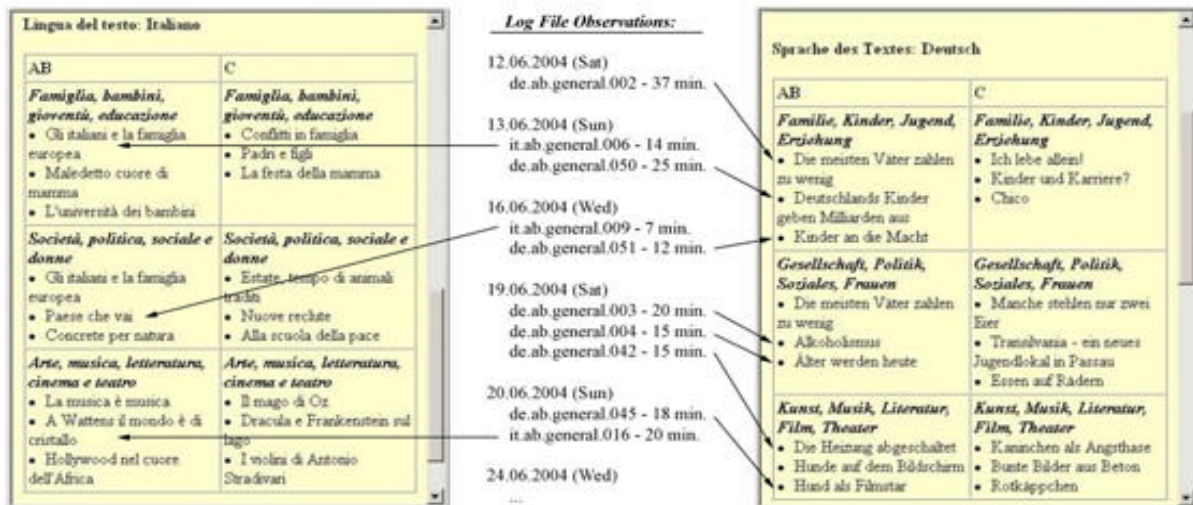 Lingua del testo: Italiano
AB
C
Famiglia, bambini,
gioventù, educazione
• Gli italiani e la famiglia
europea
• Maledetto cuore di
mamma
• L'università dei bambini
Famiglia, bambini,
gioventù, educazione
• Conflitti in famiglia
• Padri e figli
• La festa della mamma
Società, politica, sociale e
donne
• Gli italiani e la famiglia
europea
• Paese che vai
• Concrete per natura
Società, politica, sociale e
donne
• Estate, tempo di animali
traditi
• Nuove reclute
• Alla scuola della pace
Arte, musica, letteratura,
cinema e teatro
• La musica è musica
• A Wattens il mondo è di
cristallo
• Hollywood nel cuore
dell'Africa
Arte, musica, letteratura,
cinema e teatro
• Il mago di Oz
• Dracula e Frankenstein sul
lago
• I violini di Antonio
Stradivari
Log File Observations:
12.06.2004 (Sat)
de.ab.general.002 - 37 min.
13.06.2004 (Sun)
it.ab.general.006 - 14 min.
de.ab.general.050 - 25 min.
16.06.2004 (Wed)
it.ab.general.009 - 7 min.
de.ab.general.051 - 12 min.
19.06.2004 (Sat)
de.ab.general.003 - 20 min.
de.ab.general.004 - 15 min.
de.ab.general.042 - 15 min.
20.06.2004 (Sun)
de.ab.general.045 - 18 min.
it.ab.general.016 - 20 min.
24.06.2004 (Wed)
...
Sprache des Textes: Deutsch
AB
C
Familie, Kinder, Jugend,
Erziehung
• Die meisten Väter zahlen
zu wenig
• Deutschlands Kinder
geben Milliarden aus
• Kinder an die Macht
Familie, Kinder, Jugend,
Erziehung
• Ich lebe allein!
• Kinder und Karriere?
• Chico
Gesellschaft, Politik,
Soziales, Frauen
• Die meisten Väter zahlen
zu wenig
• Alkoholismus
• Älter werden heute
Gesellschaft, Politik,
Soziales, Frauen
• Manche stehlen nur zwei
Eier
• Transilvania - ein neues
Jugendlokal in Passau
• Essen auf Rädern
Kunst, Musik, Literatur,
Film, Theater
• Die Heizung abgeschaltet
• Hunde auf dem Bildschirm
• Hund als Filmstar
Kunst, Musik, Literatur,
Film, Theater
• Kaninchen als Angsthase
• Bunte Bilder aus Beton
• Rotkäppchen